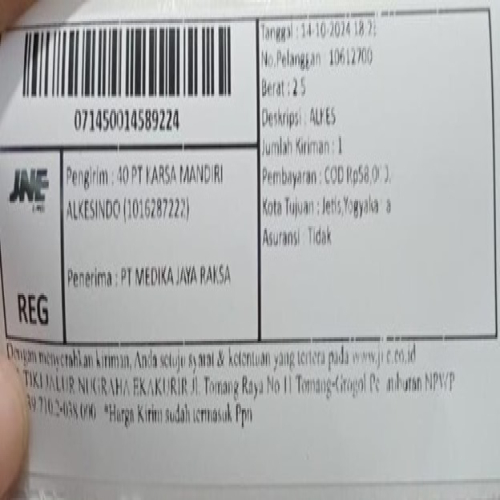 071450014589224
Tanggal : 14-10-2024 18:2
No.Pelanggan : 10612700
Berat : 2.5
Deskripsi : ALKES
Jumlah Kiriman : 1
Pembayaran : COD Rp58,0
Kota Tujuan : Jetis,Yogyaka a
Asuransi : Tidak
JNE
REG
Pengirim : 40 PT KARSA MANDIRI
ALKESINDO (1016287222)
Penerima : PT MEDIKA JAYA RAKSA
Dengan menyerahkan kiriman, Anda setuju syarat & ketentuan yang tertera pada www.jne.co.id
TIKI JALUR NUGRAHA EKAKURIR Jl. Tomang Raya No 11 Tomang-Grogol NPWP
*Harga Kirim sudah termasuk Ppn